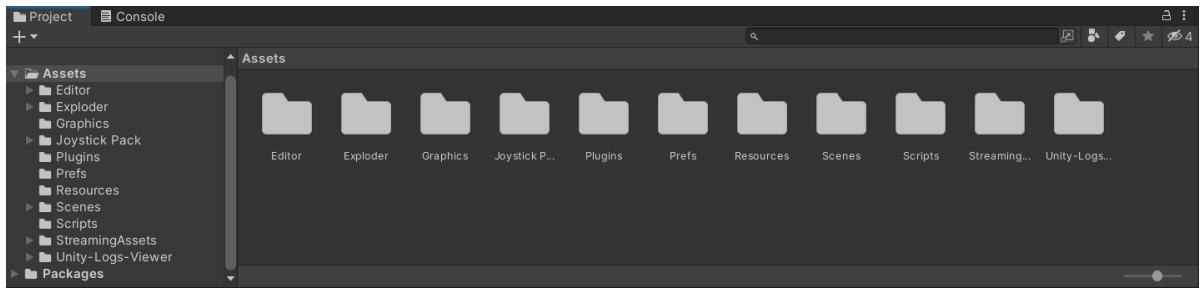 Project Console
4
Assets
Editor
Exploder
Graphics
Joystick Pack
Plugins
Prefs
Resources
Scenes
Scripts
StreamingAssets
Unity-Logs-Viewer
Packages
Assets
Editor Exploder Graphics Joystick P... Plugins Prefs Resources Scenes Scripts Streaming... Unity-Logs...